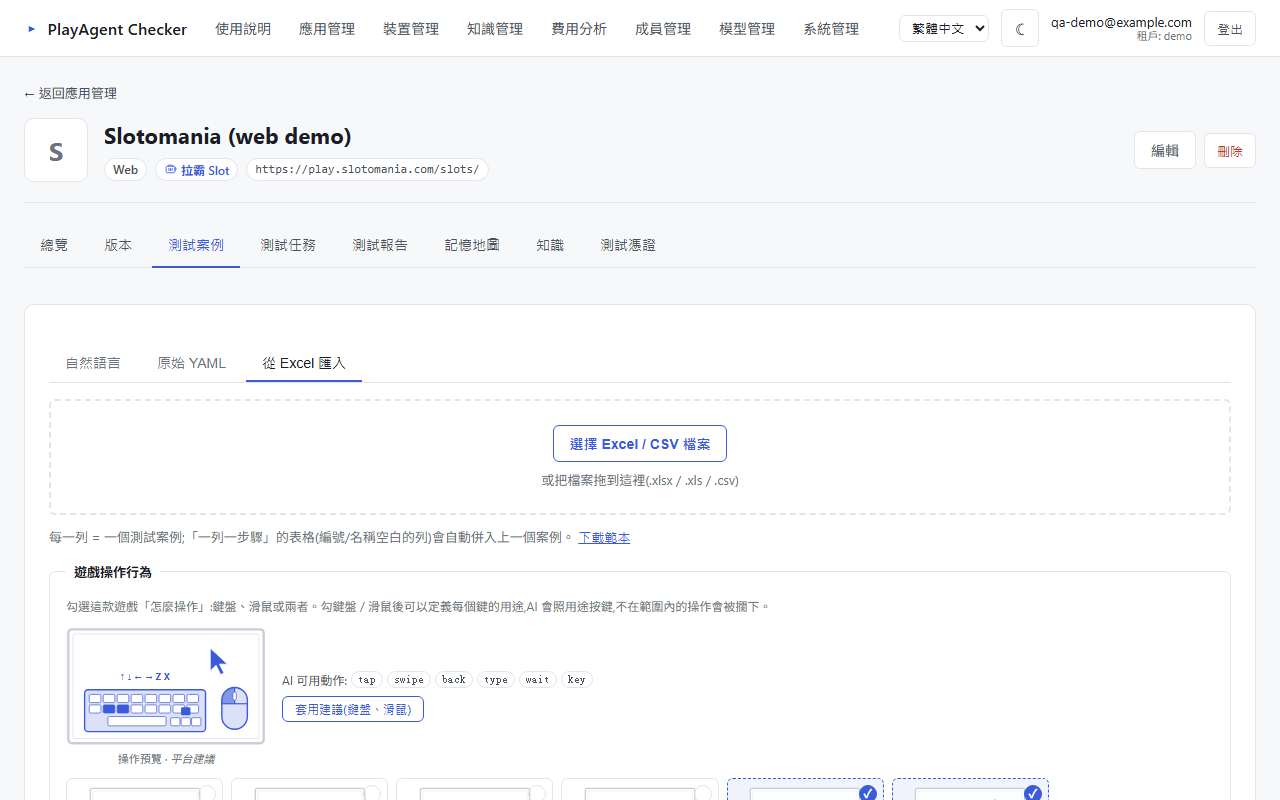 PlayAgent Checker 使用說明 應用管理 裝置管理 知識管理 費用分析 成員管理 模型管理 系統管理 繁體中文 qa-demo@example.com 登出
租戶: demo
← 返回應用管理
S
Slotomania (web demo)
Web 拉霸 Slot https://play.slotomania.com/slots/
編輯 刪除
總覽 版本 測試案例 測試任務 測試報告 記憶地圖 知識 測試憑證
自然語言 原始 YAML 從 Excel 匯入
選擇 Excel / CSV 檔案
或把檔案拖到這裡(.xlsx / .xls / .csv)
每一列 = 一個測試案例;「一列一步驟」的表格(編號/名稱空白的列)會自動併入上一個案例。 下載範本
遊戲操作行為
勾選這款遊戲「怎麼操作」:鍵盤、滑鼠或兩者。勾鍵盤 / 滑鼠後可以定義每個鍵的用途,AI 會照用途按鍵,不在範圍內的操作會被攔下。
↑↓←→ZX
AI 可用動作: tap swipe back type wait key
套用建議(鍵盤、滑鼠)
操作預覽 · 平台建議